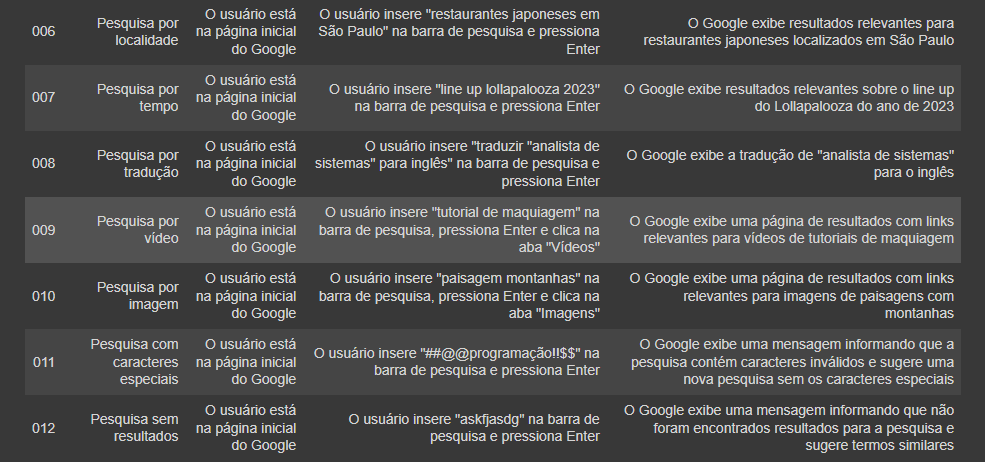 006
Pesquisa por
localidade
O usuário está
na página inicial
do Google
O usuário insere "restaurantes japoneses em
São Paulo" na barra de pesquisa e pressiona
Enter
O Google exibe resultados relevantes para
restaurantes japoneses localizados em São Paulo
007
Pesquisa por
tempo
O usuário está
na página inicial
do Google
O usuário insere "line up lollapalooza 2023"
na barra de pesquisa e pressiona Enter
O Google exibe resultados relevantes sobre o line up
do Lollapalooza do ano de 2023
008
Pesquisa por
tradução
O usuário está
na página inicial
do Google
O usuário insere "traduzir "analista de
sistemas" para inglês" na barra de pesquisa e
pressiona Enter
O Google exibe a tradução de "analista de sistemas"
para o inglês
009
Pesquisa por
vídeo
O usuário está
na página inicial
do Google
O usuário insere "tutorial de maquiagem" na
barra de pesquisa, pressiona Enter e clica na
aba "Vídeos"
O Google exibe uma página de resultados com links
relevantes para vídeos de tutoriais de maquiagem
010
Pesquisa por
imagem
O usuário está
na página inicial
do Google
O usuário insere "paisagem montanhas" na
barra de pesquisa, pressiona Enter e clica na
aba "Imagens"
O Google exibe uma página de resultados com links
relevantes para imagens de paisagens com
montanhas
011
Pesquisa com
caracteres
especiais
O usuário está
na página inicial
do Google
O usuário insere "##@@programação!!$$" na
barra de pesquisa e pressiona Enter
O Google exibe uma mensagem informando que a
pesquisa contém caracteres inválidos e sugere uma
nova pesquisa sem os caracteres especiais
012
Pesquisa sem
resultados
O usuário está
na página inicial
do Google
O usuário insere "askfjasdg" na barra de
pesquisa e pressiona Enter
O Google exibe uma mensagem informando que não
foram encontrados resultados para a pesquisa e
sugere termos similares